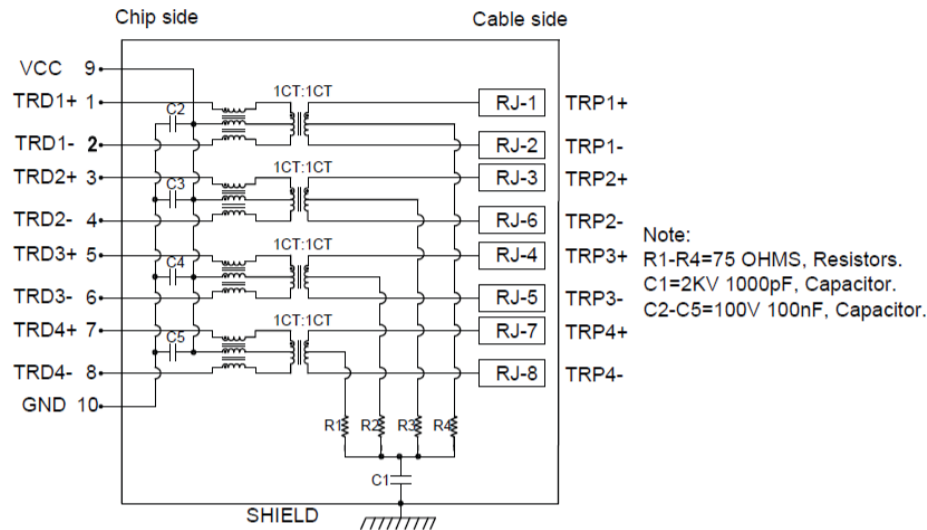 Chip side
Cable side
VCC 9
TRD1+ 1
C2
1CT:1CT
RJ-1
TRP1+
TRD1- 2
RJ-2
TRP1-
TRD2+ 3
C3
1CT:1CT
RJ-3
TRP2+
TRD2- 4
RJ-6
TRP2-
TRD3+ 5
C4
1CT:1CT
RJ-4
TRP3+
TRD3- 6
RJ-5
TRP3-
TRD4+ 7
C5
1CT:1CT
RJ-7
TRP4+
TRD4- 8
RJ-8
TRP4-
GND 10
R1
R2
R3
R4
C1
SHIELD
Note:
R1-R4=75 OHMS, Resistors.
C1=2KV 1000pF, Capacitor.
C2-C5=100V 100nF, Capacitor.